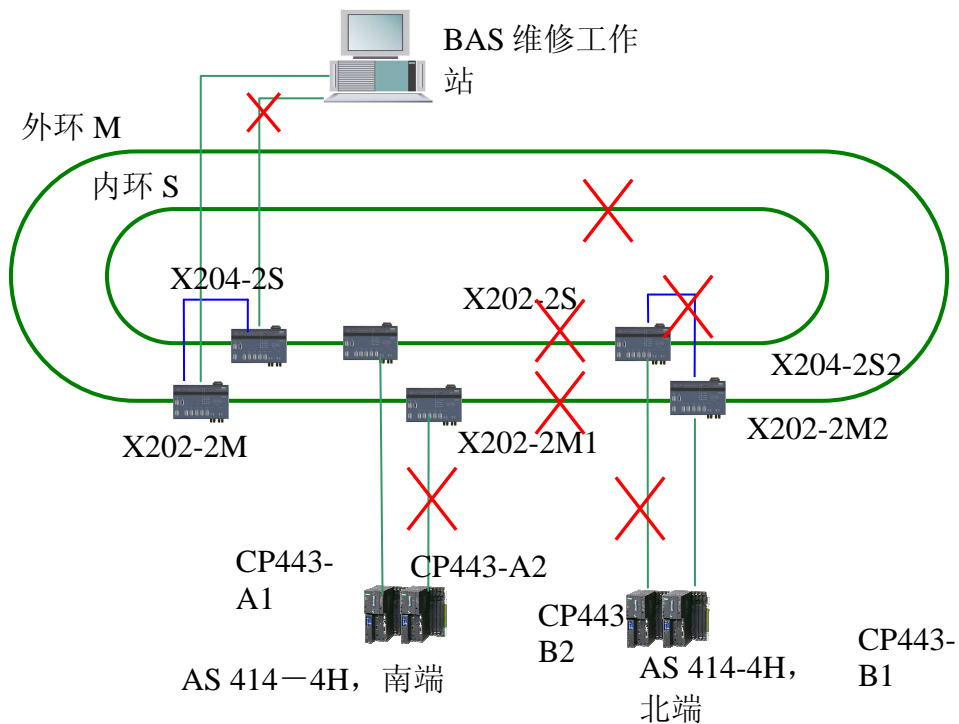 BAS 维修工作
站
外环 M
内环 S
X204-2S
X202-2S
X204-2S2
X202-2M
X202-2M1
X202-2M2
CP443-
A1
CP443-A2
CP443
B2
CP443-
B1
AS 414－4H，南端
AS 414-4H，
北端